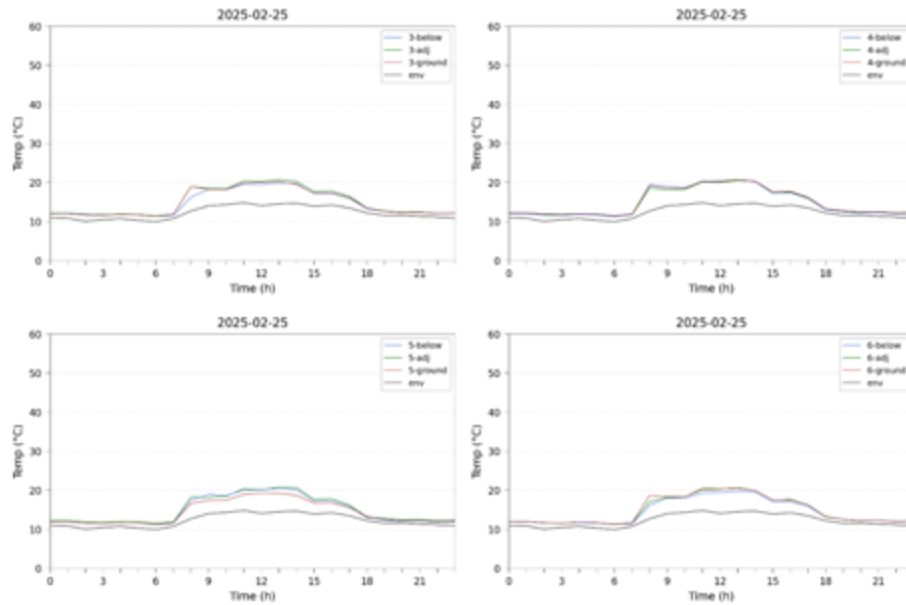 2025-02-25
60
50
40
30
20
10
0
Temp (°C)
3-below
3-adj
3-ground
env
0 3 6 9 12 15 18 21
Time (h)
2025-02-25
60
50
40
30
20
10
0
Temp (°C)
4-below
4-adj
4-ground
env
0 3 6 9 12 15 18 21
Time (h)
2025-02-25
60
50
40
30
20
10
0
Temp (°C)
5-below
5-adj
5-ground
env
0 3 6 9 12 15 18 21
Time (h)
2025-02-25
60
50
40
30
20
10
0
Temp (°C)
6-below
6-adj
6-ground
env
0 3 6 9 12 15 18 21
Time (h)